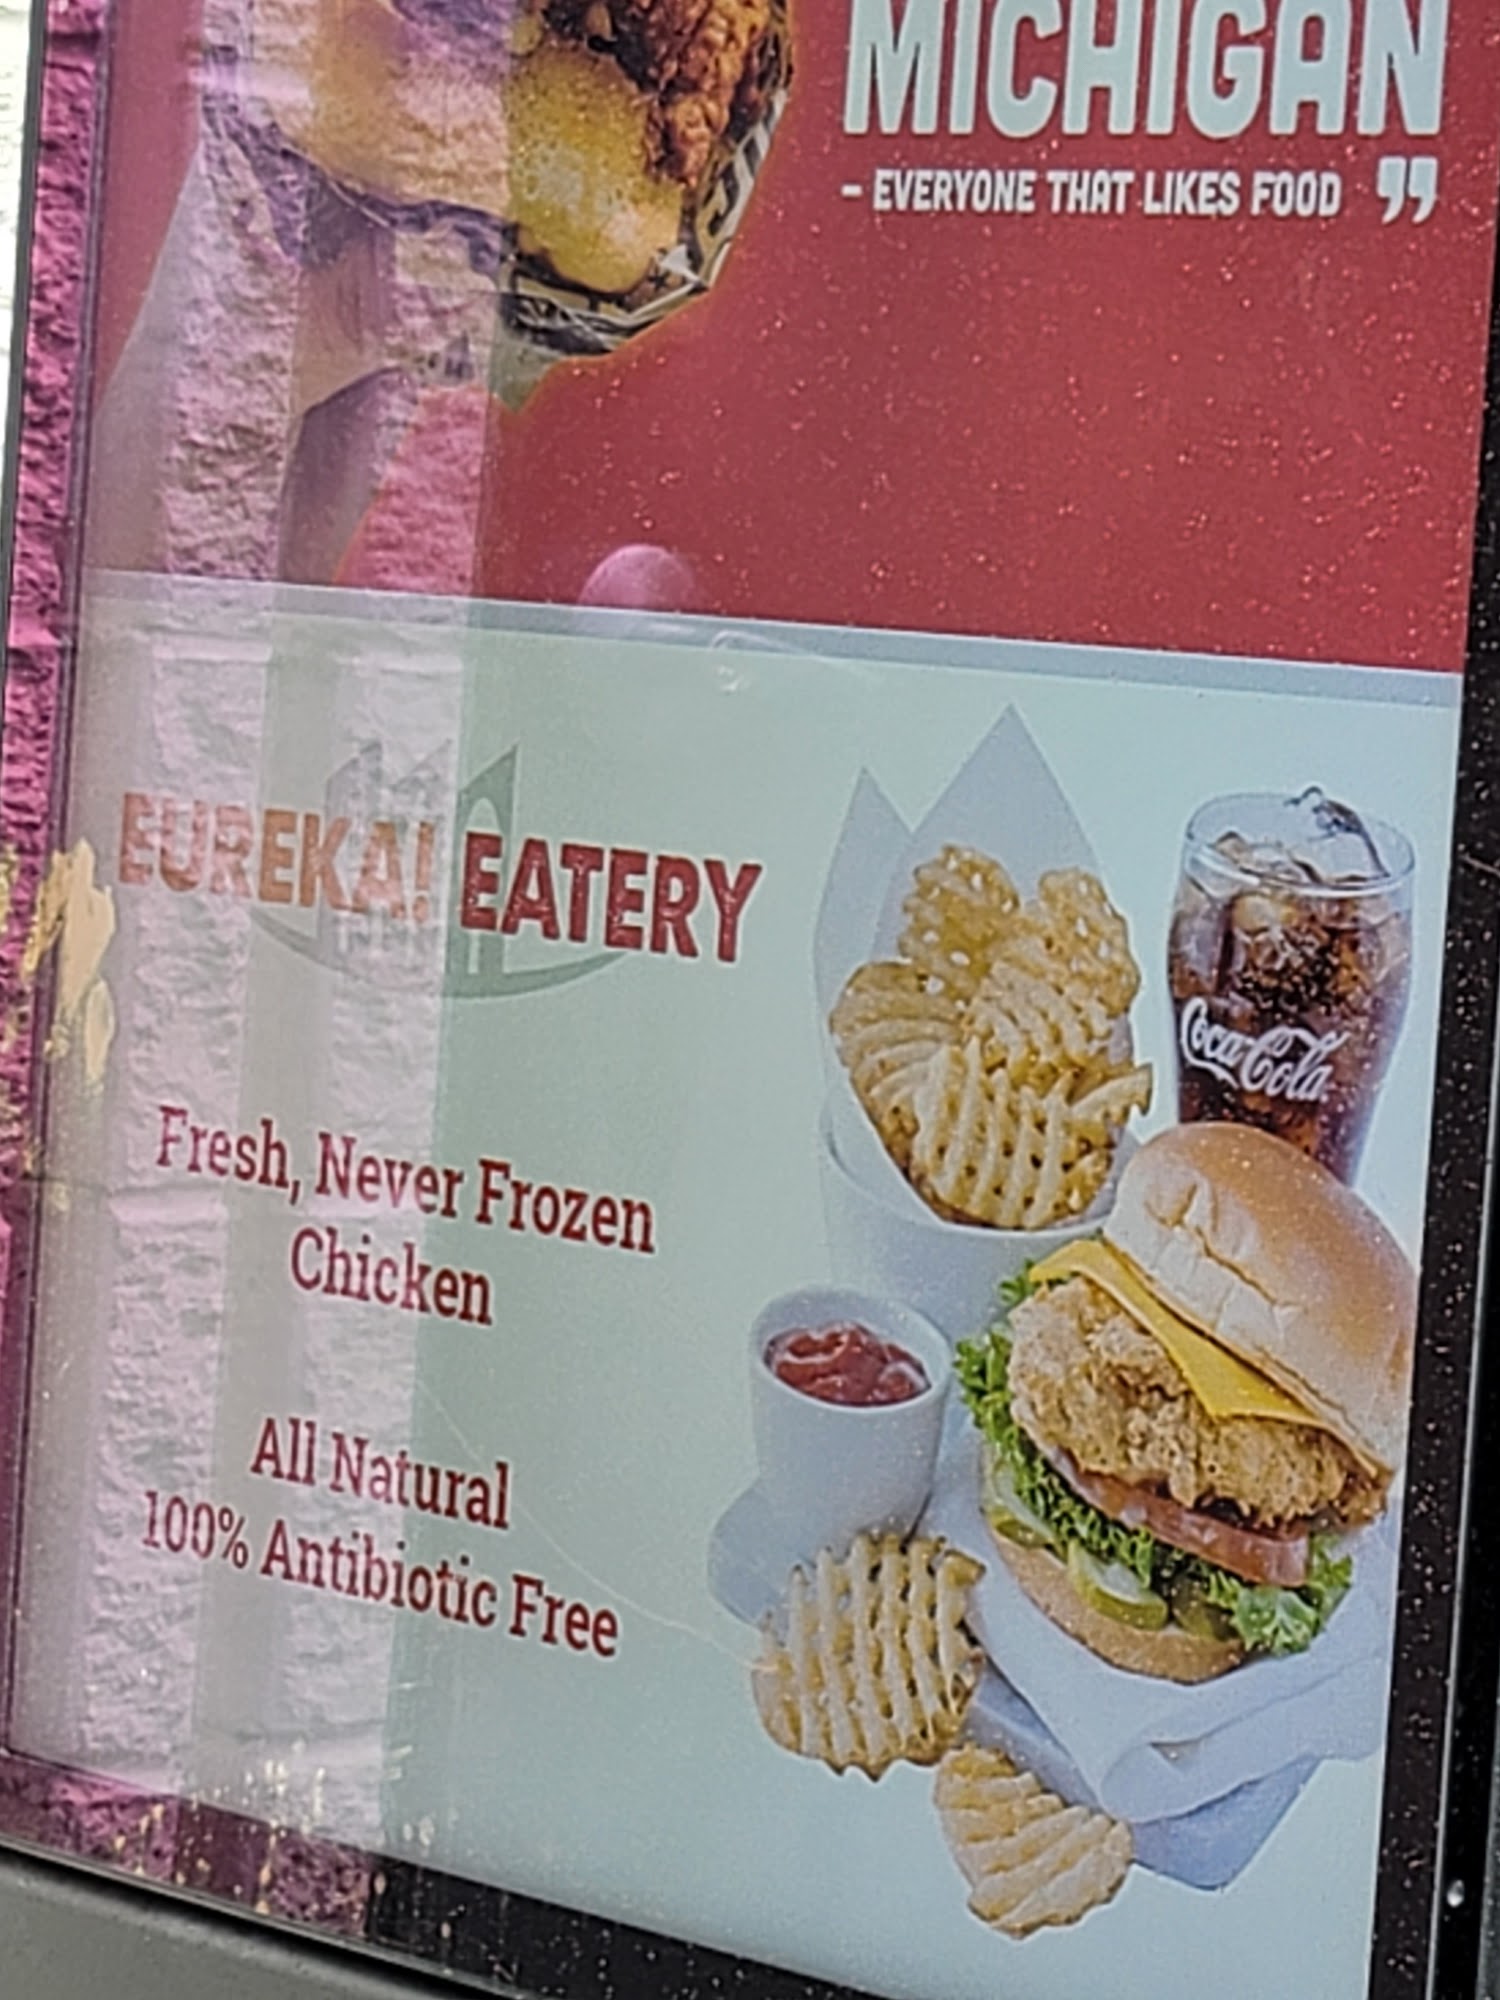 MICHIGAN
- EVERYONE THAT LIKES FOOD ”
EUREKA! EATERY
Coca-Cola
Fresh, Never Frozen
Chicken
All Natural
100% Antibiotic Free